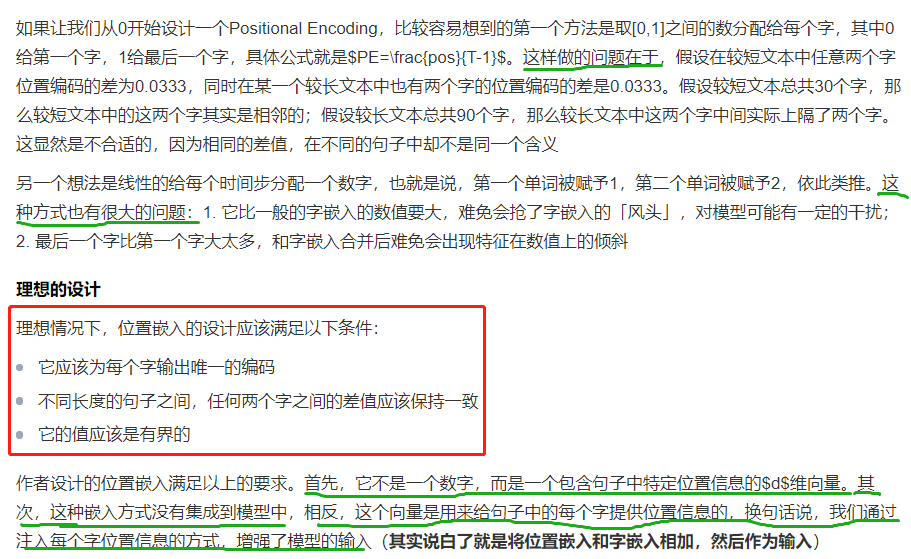 如果让我们从0开始设计一个Positional Encoding，比较容易想到的第一个方法是取[0,1]之间的数分配给每个字，其中0
给第一个字，1给最后一个字，具体公式就是$PE=\frac{pos}{T-1}$。这样做的问题在于，假设在较短文本中任意两个字
位置编码的差为0.0333，同时在某一个较长文本中也有两个字的位置编码的差是0.0333。假设较短文本总共30个字，那
么较短文本中的这两个字其实是相邻的；假设较长文本总共90个字，那么较长文本中这两个字中间实际上隔了两个字。
这显然是不合适的，因为相同的差值，在不同的句子中却不是同一个含义
另一个想法是线性的给每个时间步分配一个数字，也就是说，第一个单词被赋予1，第二个单词被赋予2，依此类推。这
种方式也有很大的问题：1. 它比一般的字嵌入的数值要大，难免会抢了字嵌入的「风头」，对模型可能有一定的干扰；
2. 最后一个字比第一个字大太多，和字嵌入合并后难免会出现特征在数值上的倾斜
理想的设计
理想情况下，位置嵌入的设计应该满足以下条件：
它应该为每个字输出唯一的编码
不同长度的句子之间，任何两个字之间的差值应该保持一致
它的值应该是有界的
作者设计的位置嵌入满足以上的要求。首先，它不是一个数字，而是一个包含句子中特定位置信息的$d$维向量。其
次，这种嵌入方式没有集成到模型中，相反，这个向量是用来给句子中的每个字提供位置信息的，换句话说，我们通过
注入每个字位置信息的方式，增强了模型的输入（其实说白了就是将位置嵌入和字嵌入相加，然后作为输入）